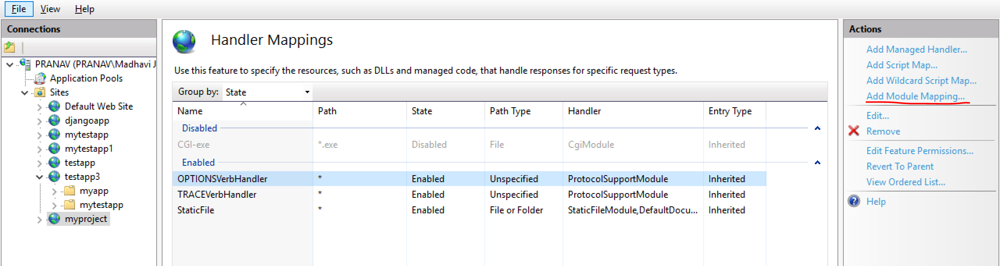 File View Help
Connections
PRANAV (PRANAV\Madhavi J
Application Pools
Sites
Default Web Site
djangoapp
mytestapp
mytestapp1
testapp
testapp3
myapp
mytestapp
myproject
Handler Mappings
Use this feature to specify the resources, such as DLLs and managed code, that handle responses for specific request types.
Group by: State
Name Path State Path Type Handler Entry Type
Disabled
CGI-exe *.exe Disabled File CgiModule Inherited
Enabled
OPTIONSVerbHandler * Enabled Unspecified ProtocolSupportModule Inherited
TRACEVerbHandler * Enabled Unspecified ProtocolSupportModule Inherited
StaticFile * Enabled File or Folder StaticFileModule,DefaultDocu... Inherited
Actions
Add Managed Handler...
Add Script Map...
Add Wildcard Script Map...
Add Module Mapping...
Edit...
Remove
Edit Feature Permissions...
Revert To Parent
View Ordered List...
Help